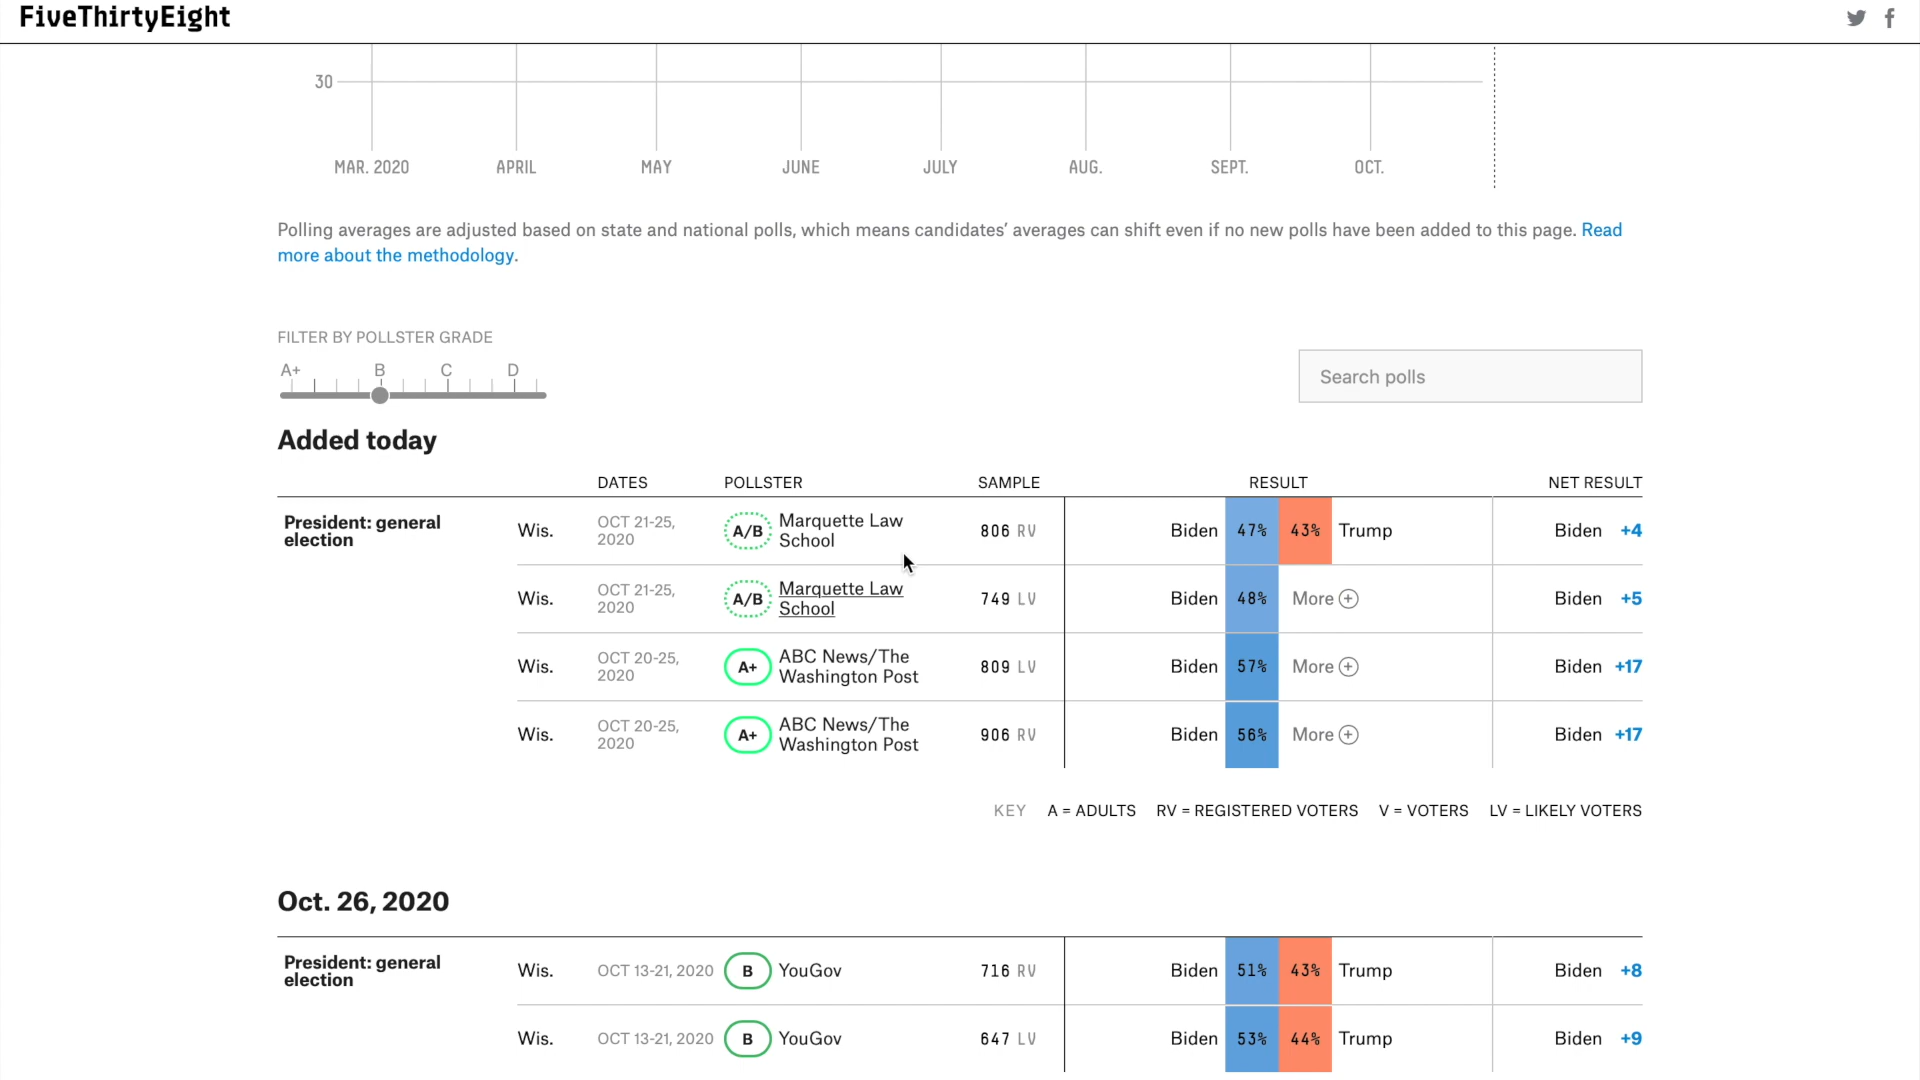 FiveThirtyEight
30
MAR. 2020 APRIL MAY JUNE JULY AUG. SEPT. OCT.
Polling averages are adjusted based on state and national polls, which means candidates’ averages can shift even if no new polls have been added to this page. Read
more about the methodology.
FILTER BY POLLSTER GRADE
A+ B C D
Search polls
Added today
DATES POLLSTER SAMPLE RESULT NET RESULT
President: general
election
Wis. OCT 21-25,
2020
A/B Marquette Law
School
806 RV Biden 47% 43% Trump Biden +4
Wis. OCT 21-25,
2020
A/B Marquette Law
School
749 LV Biden 48% More Biden +5
Wis. OCT 20-25,
2020
A+ ABC News/The
Washington Post
809 LV Biden 57% More Biden +17
Wis. OCT 20-25,
2020
A+ ABC News/The
Washington Post
906 RV Biden 56% More Biden +17
KEY A = ADULTS RV = REGISTERED VOTERS V = VOTERS LV = LIKELY VOTERS
Oct. 26, 2020
President: general
election
Wis. OCT 13-21, 2020 B YouGov 716 RV Biden 51% 43% Trump Biden +8
Wis. OCT 13-21, 2020 B YouGov 647 LV Biden 53% 44% Trump Biden +9